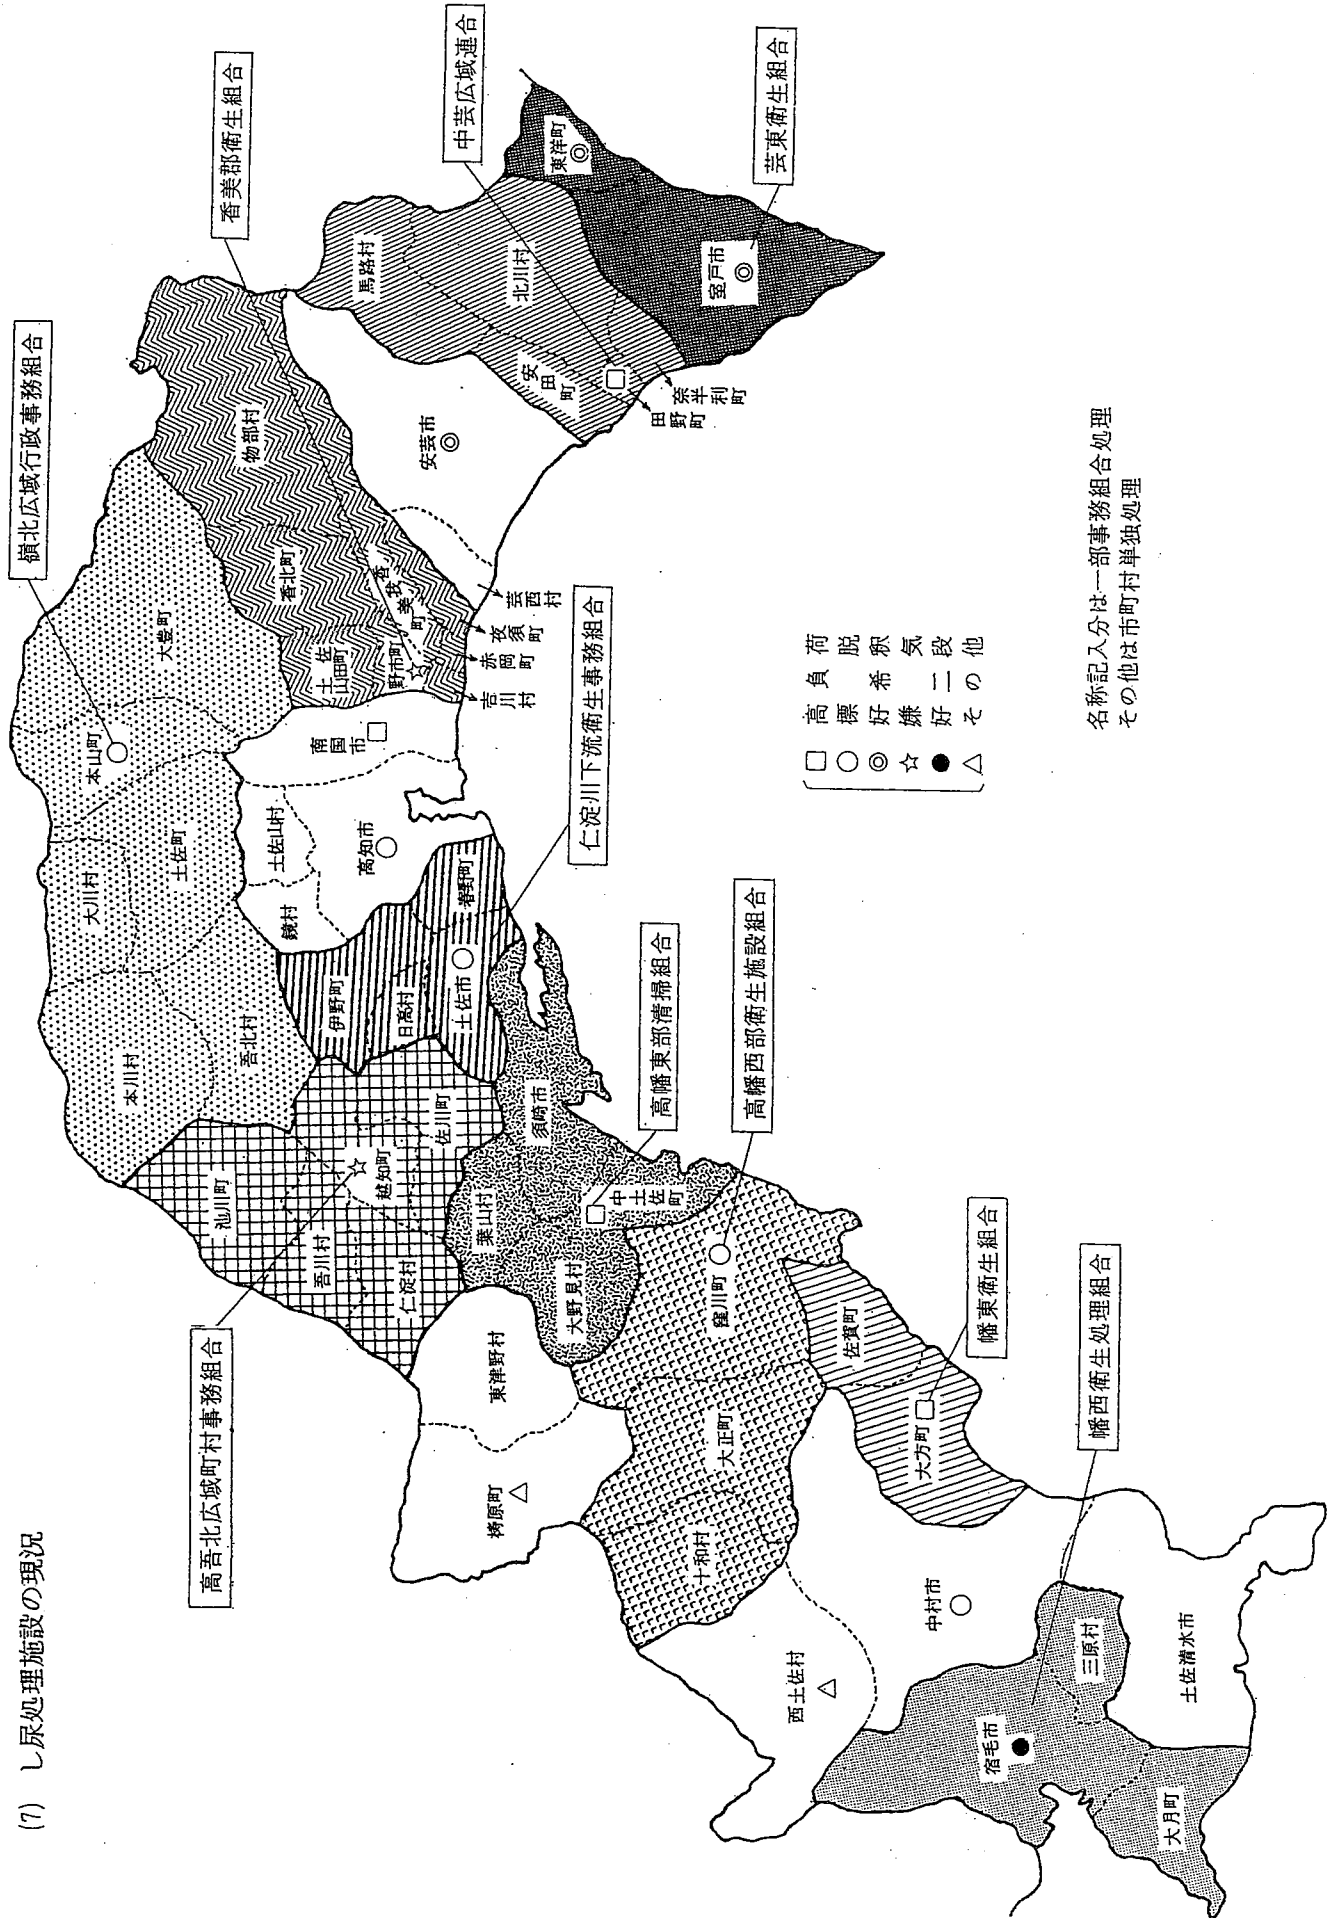 (7) し尿処理施設の現況
嶺北広域行政事務組合
香美郡衛生組合
中芸広域連合
芸東衛生組合
高吾北広域町村事務組合
仁淀川下流衛生事務組合
高幡東部清掃組合
高幡西部衛生施設組合
幡東衛生組合
幡西衛生処理組合
本川村
大川村
本山町
大豊町
土佐町
吾北村
物部村
香北町
土佐山田町
香我美町
野市町
吉川村
赤岡町
夜須町
芸西村
安芸市
馬路村
北川村
安田町
田野町
奈半利町
東洋町
室戸市
南国市
土佐山村
鏡村
高知市
春野町
伊野町
日高村
土佐市
池川町
吾川村
仁淀村
越知町
佐川町
須崎市
葉山村
中土佐町
大野見村
東津野村
梼原町
窪川町
大正町
十和村
佐賀町
大方町
西土佐村
中村市
三原村
宿毛市
大月町
土佐清水市
□ 高負荷
○ 標脱
◎ 好希釈
☆ 嫌気
● 好二段
△ その他
名称記入分は一部事務組合処理
その他は市町村単独処理